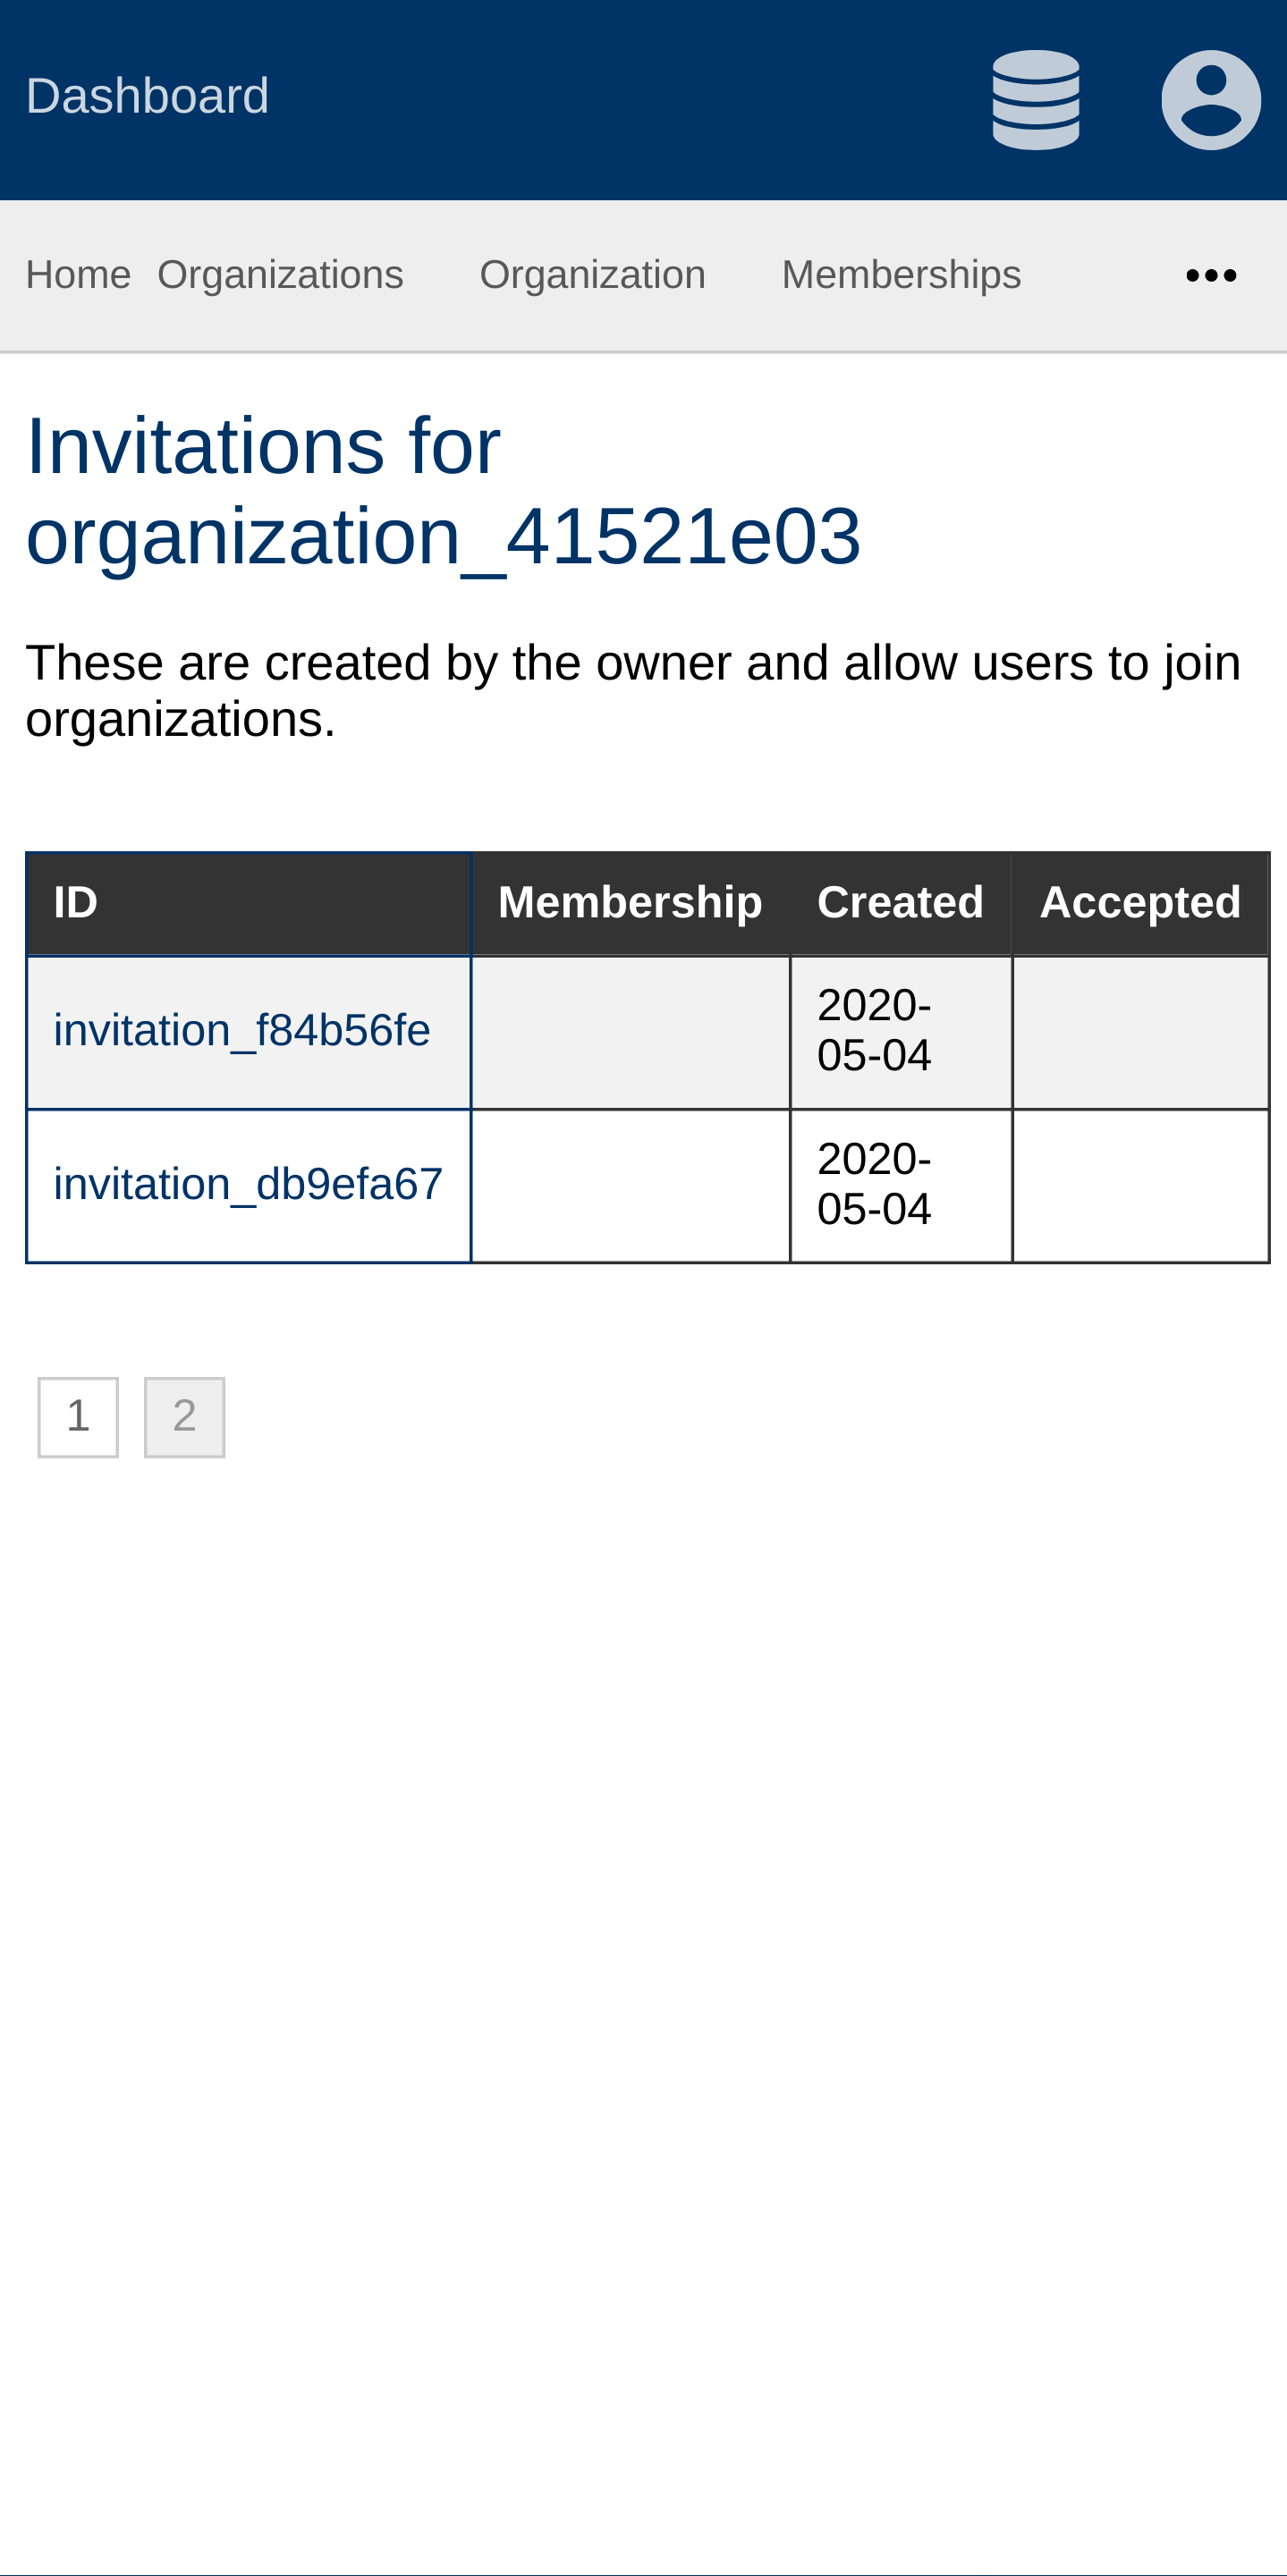 Dashboard
Home Organizations Organization Memberships
Invitations for
organization_41521e03
These are created by the owner and allow users to join
organizations.
ID Membership Created Accepted
invitation_f84b56fe 2020-
05-04
invitation_db9efa67 2020-
05-04
1 2